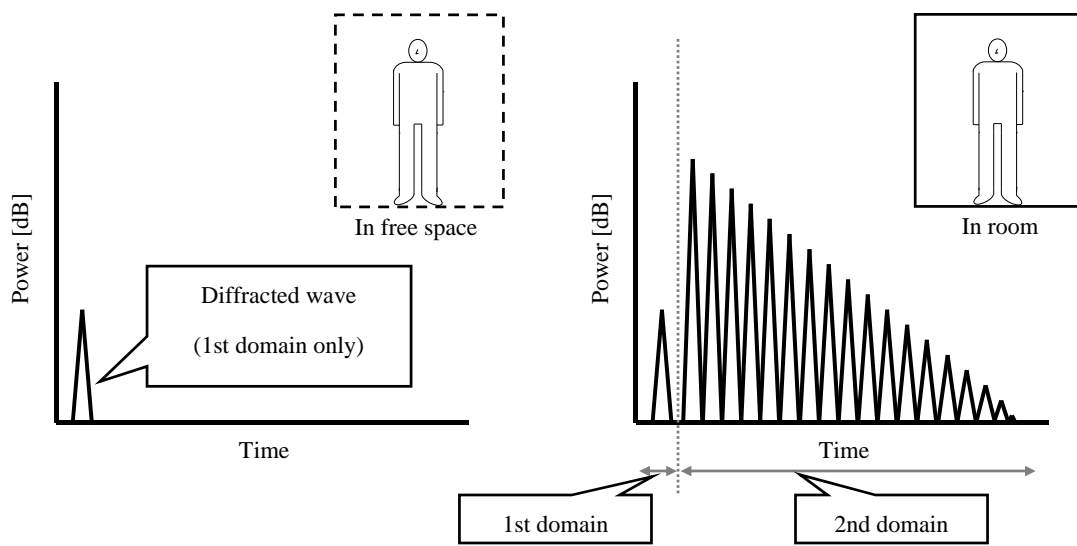 In free space
Power [dB]
Diffracted wave
(1st domain only)
Time
In room
Power [dB]
Time
1st domain
2nd domain